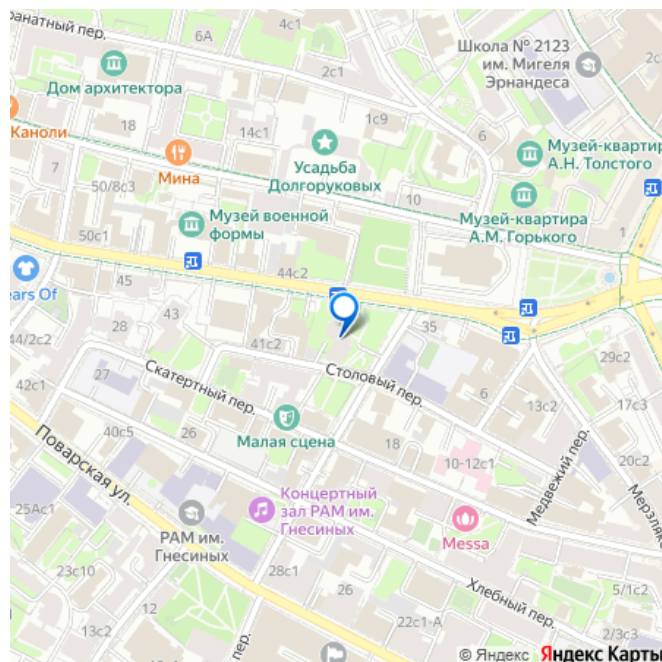 ранатный пер.
4с1
6А
2с1
Школа № 2123
им. Мигеля
Эрнандеса
Дом архитектора
1с9
Каноли
18
14с1
6
Мина
Усадьба
Долгоруковых
Музей-квартир
А.Н. Толстого
7
50/8с3
10
Музей военной
формы
Музей-квартира
А.М. Горького
50с1
1
44с2
45
ears Of
43
28
41с2
35
44/2с2
29с2
27
Скатертный пер.
Столовый пер.
6
42с1
13с2
17с3
40с5
Малая сцена
18
Поварская ул.
10-12с1
20с2
Медвежий пер.
Мерзляк
25Ас1
Концертный
зал РАМ им.
Гнесиных
РАМ им.
Гнесиных
Messa
23с10
28с1
26
Хлебный пер.
5/1с2
12
22с1-А
13с2
2/3с3
© Яндекс Яндекс Карты